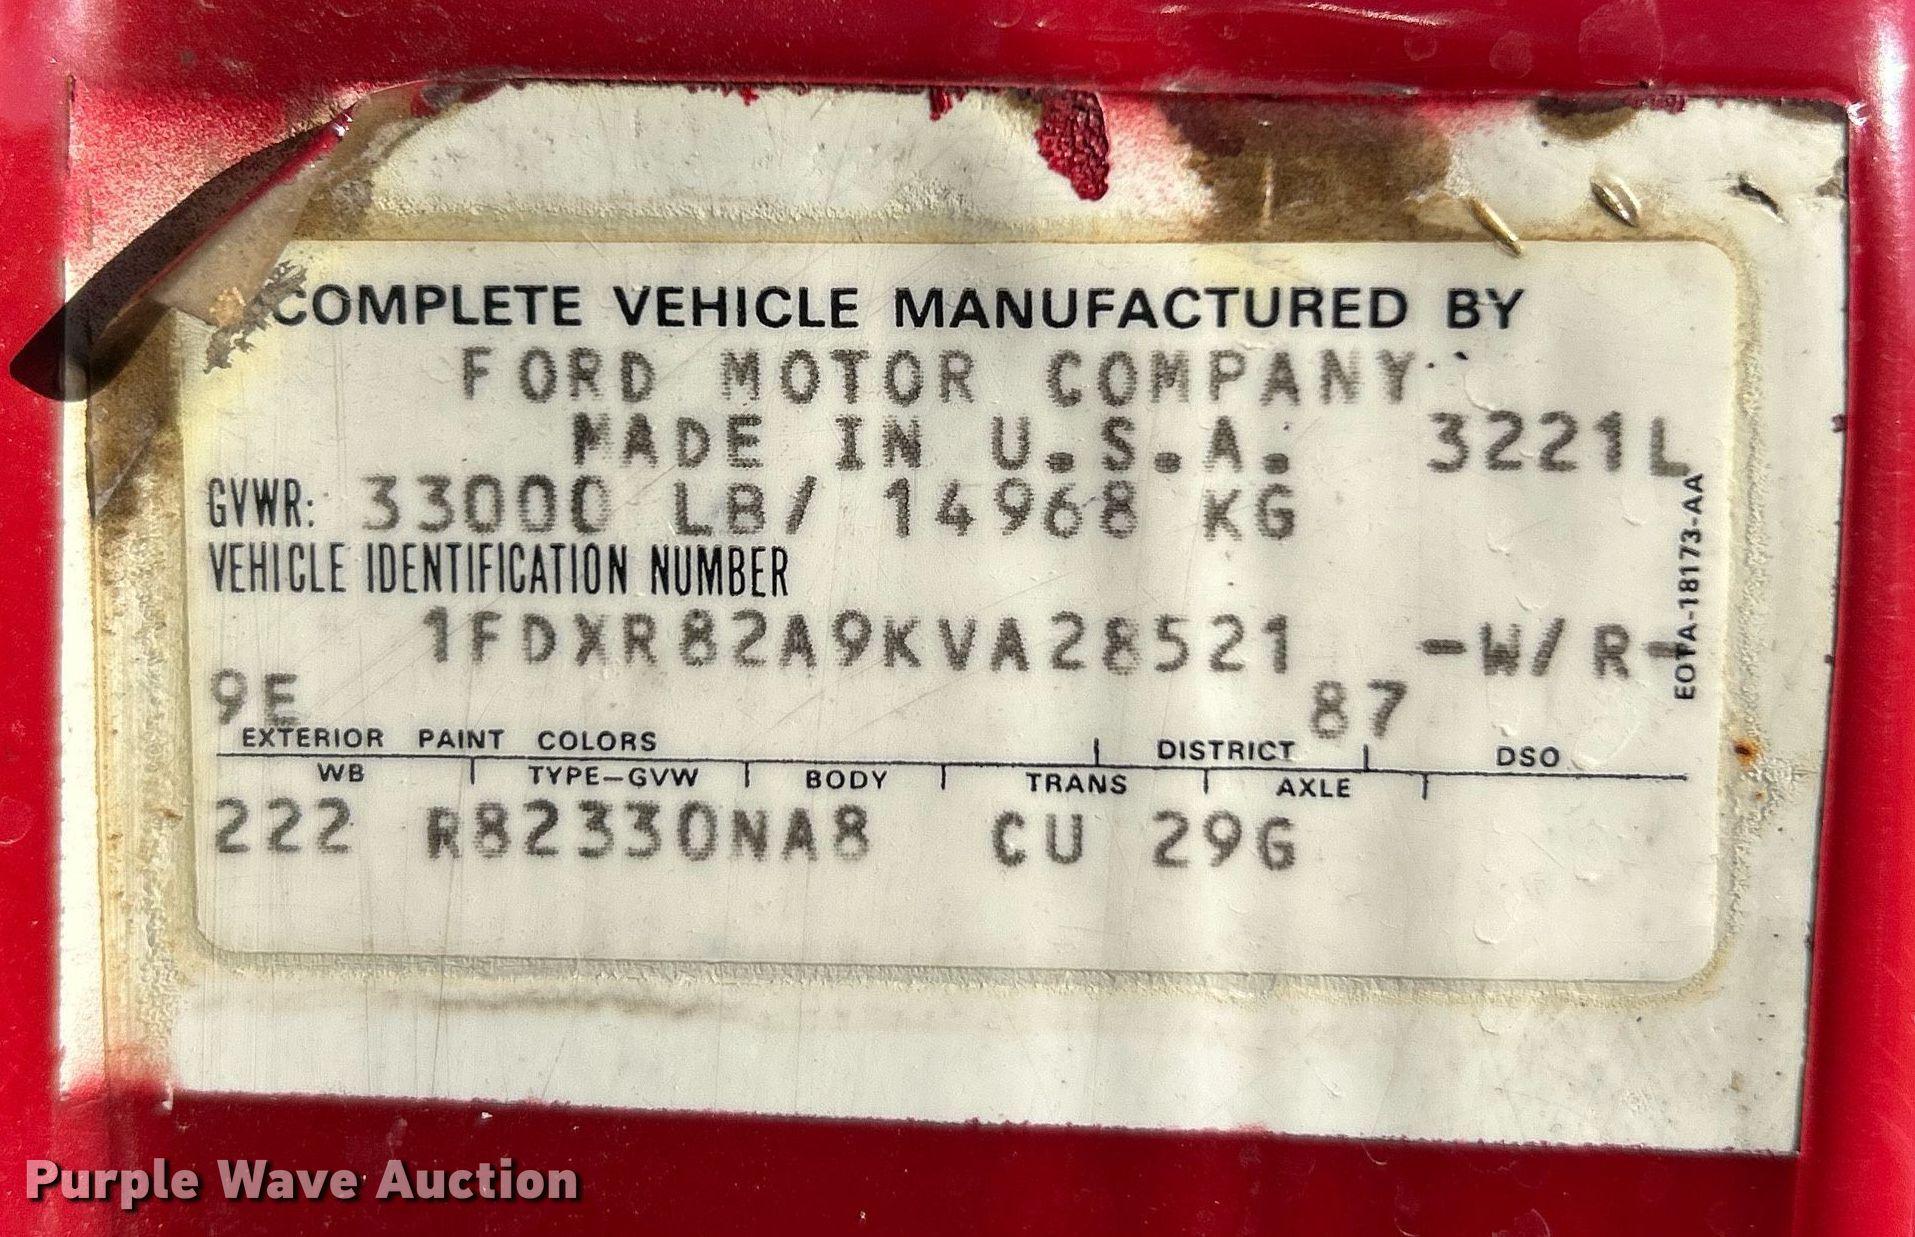 COMPLETE VEHICLE MANUFACTURED BY
FORD MOTOR COMPANY
MADE IN U.S.A. 3221L
GVWR: 33000 LB/ 14968 KG
VEHICLE IDENTIFICATION NUMBER
1FDXR82A9KVA28521 -W/R-
EOTA-18173-AA
9E 87
EXTERIOR PAINT COLORS DISTRICT DSO
WB TYPE-GVW BODY TRANS AXLE
222 R82330NA8 CU 29G
Purple Wave Auction